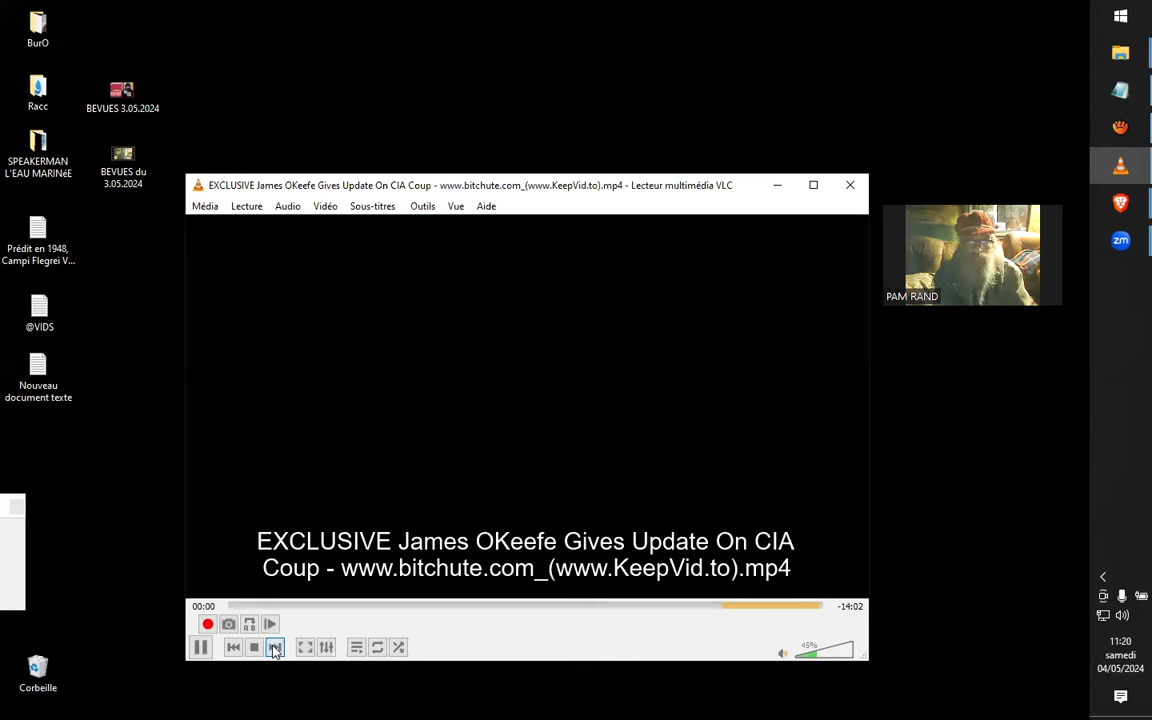 BurO
Racc
BEVUES 3.05.2024
SPEAKERMAN
L'EAU MARINéE
BEVUES du
3.05.2024
Prédit en 1948,
Campi Flegrei V...
@VIDS
Nouveau
document texte
Corbeille
EXCLUSIVE James OKeefe Gives Update On CIA Coup - www.bitchute.com_(www.KeepVid.to).mp4 - Lecteur multimédia VLC
Média Lecture Audio Vidéo Sous-titres Outils Vue Aide
EXCLUSIVE James OKeefe Gives Update On CIA
Coup - www.bitchute.com_(www.KeepVid.to).mp4
00:00 -14:02
45%
PAM RAND
zm
11:20
samedi
04/05/2024